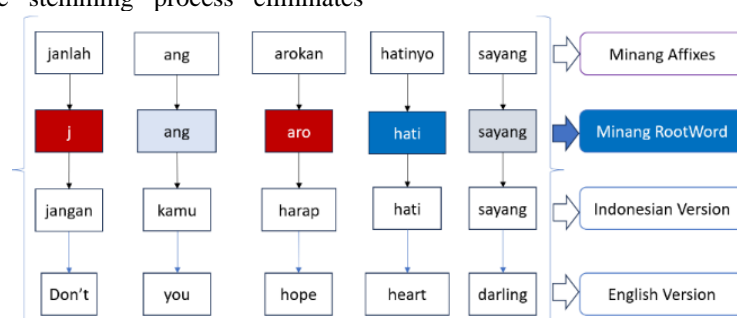 stemming process eliminates
janlah ang arokan hatinyo sayang Minang Affixes
j ang aro hati sayang Minang RootWord
jangan kamu harap hati sayang Indonesian Version
Don't you hope heart darling English Version